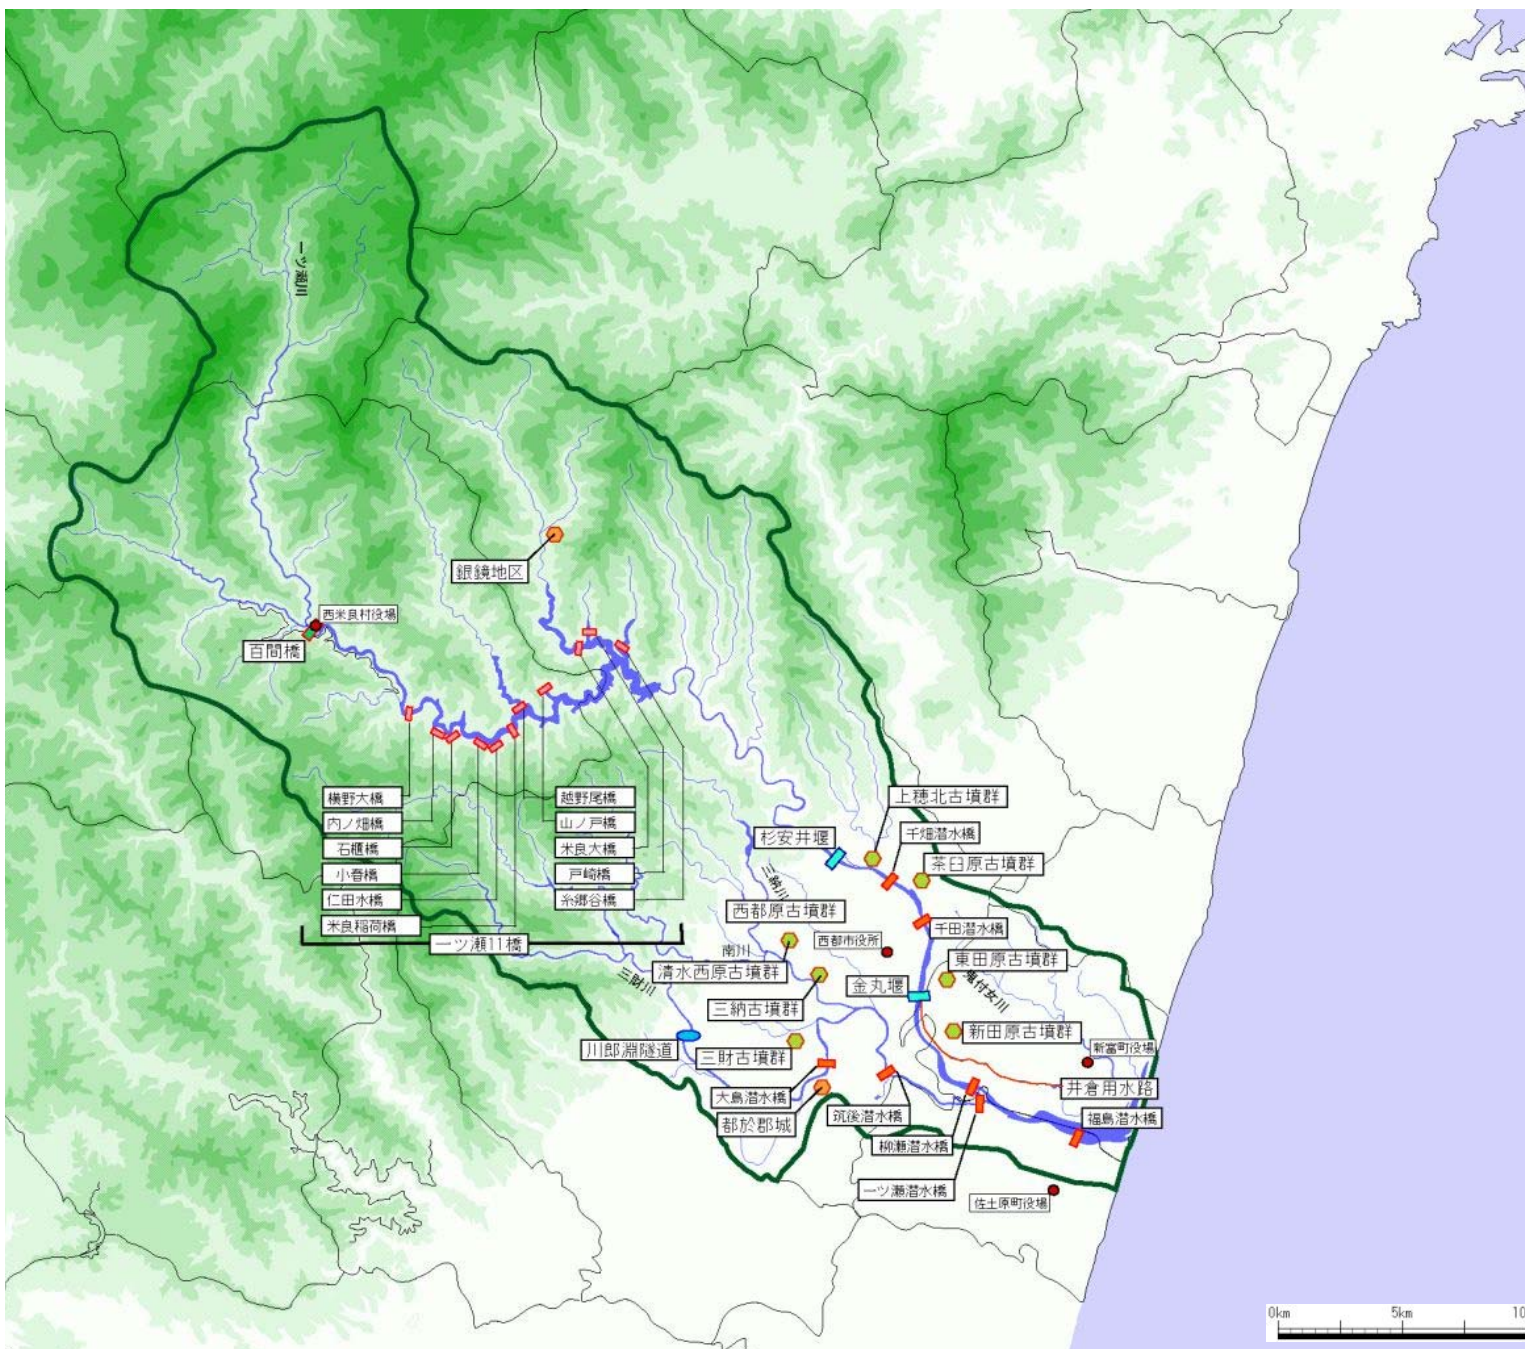 一ツ瀬川
銀鏡地区
西米良村役場
百間橋
横野大橋
内ノ畑橋
石櫃橋
小春橋
仁田水橋
米良稲荷橋
越野尾橋
山ノ戸橋
米良大橋
戸崎橋
糸郷谷橋
一ツ瀬11橋
上穂北古墳群
杉安井堰
千畑潜水橋
茶臼原古墳群
三納川
西都原古墳群
千田潜水橋
西都市役所
南川
東田原古墳群
清水西原古墳群
三財川
金丸堰
鬼付女川
三納古墳群
新田原古墳群
川郎淵隧道
三財古墳群
新富町役場
井倉用水路
大島潜水橋
筑後潜水橋
福島潜水橋
都於郡城
柳瀬潜水橋
一ツ瀬潜水橋
佐土原町役場
0km
5km
10